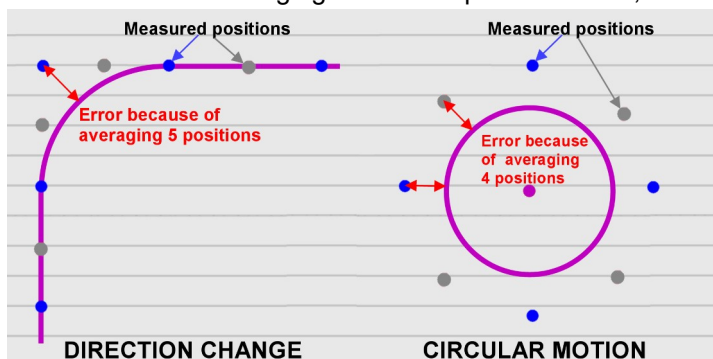 Measured positions
Error because of
averaging 5 positions
DIRECTION CHANGE
Measured positions
Error because
of averaging
4 positions
CIRCULAR MOTION